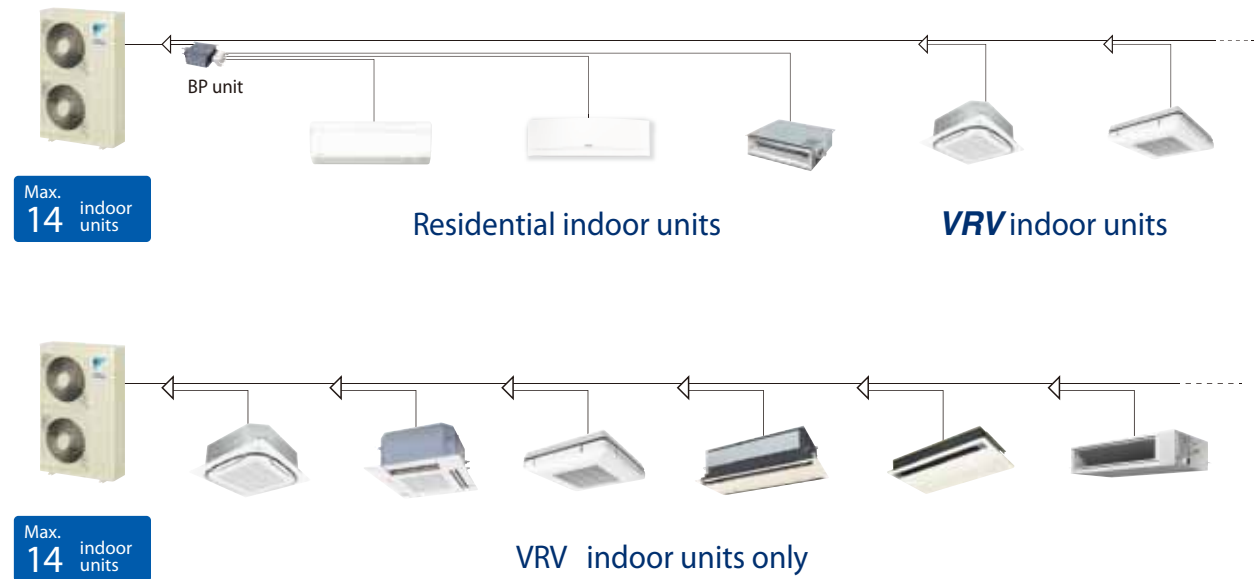 BP unit
Max.
14 indoor
units
Residential indoor units
VRV indoor units
Max.
14 indoor
units
VRV indoor units only